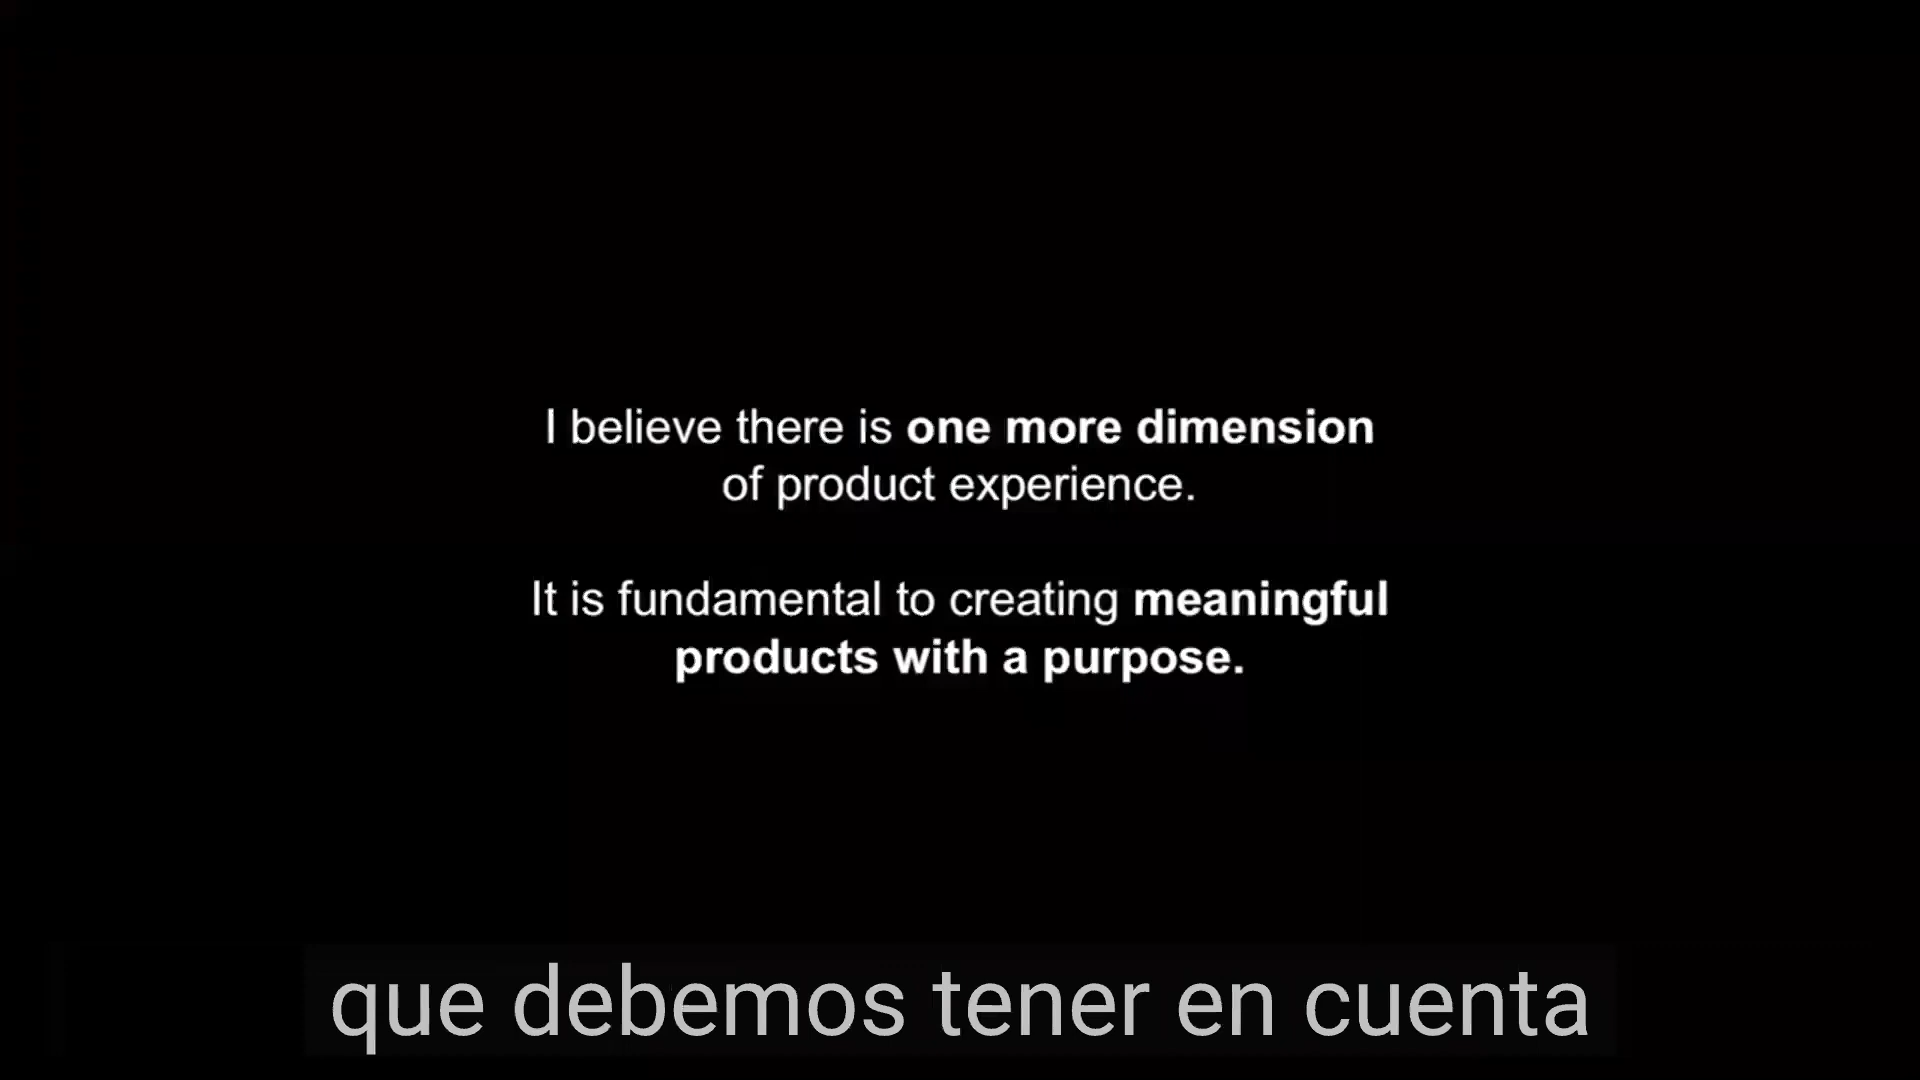 I believe there is one more dimension
of product experience.
It is fundamental to creating meaningful
products with a purpose.
que debemos tener en cuenta